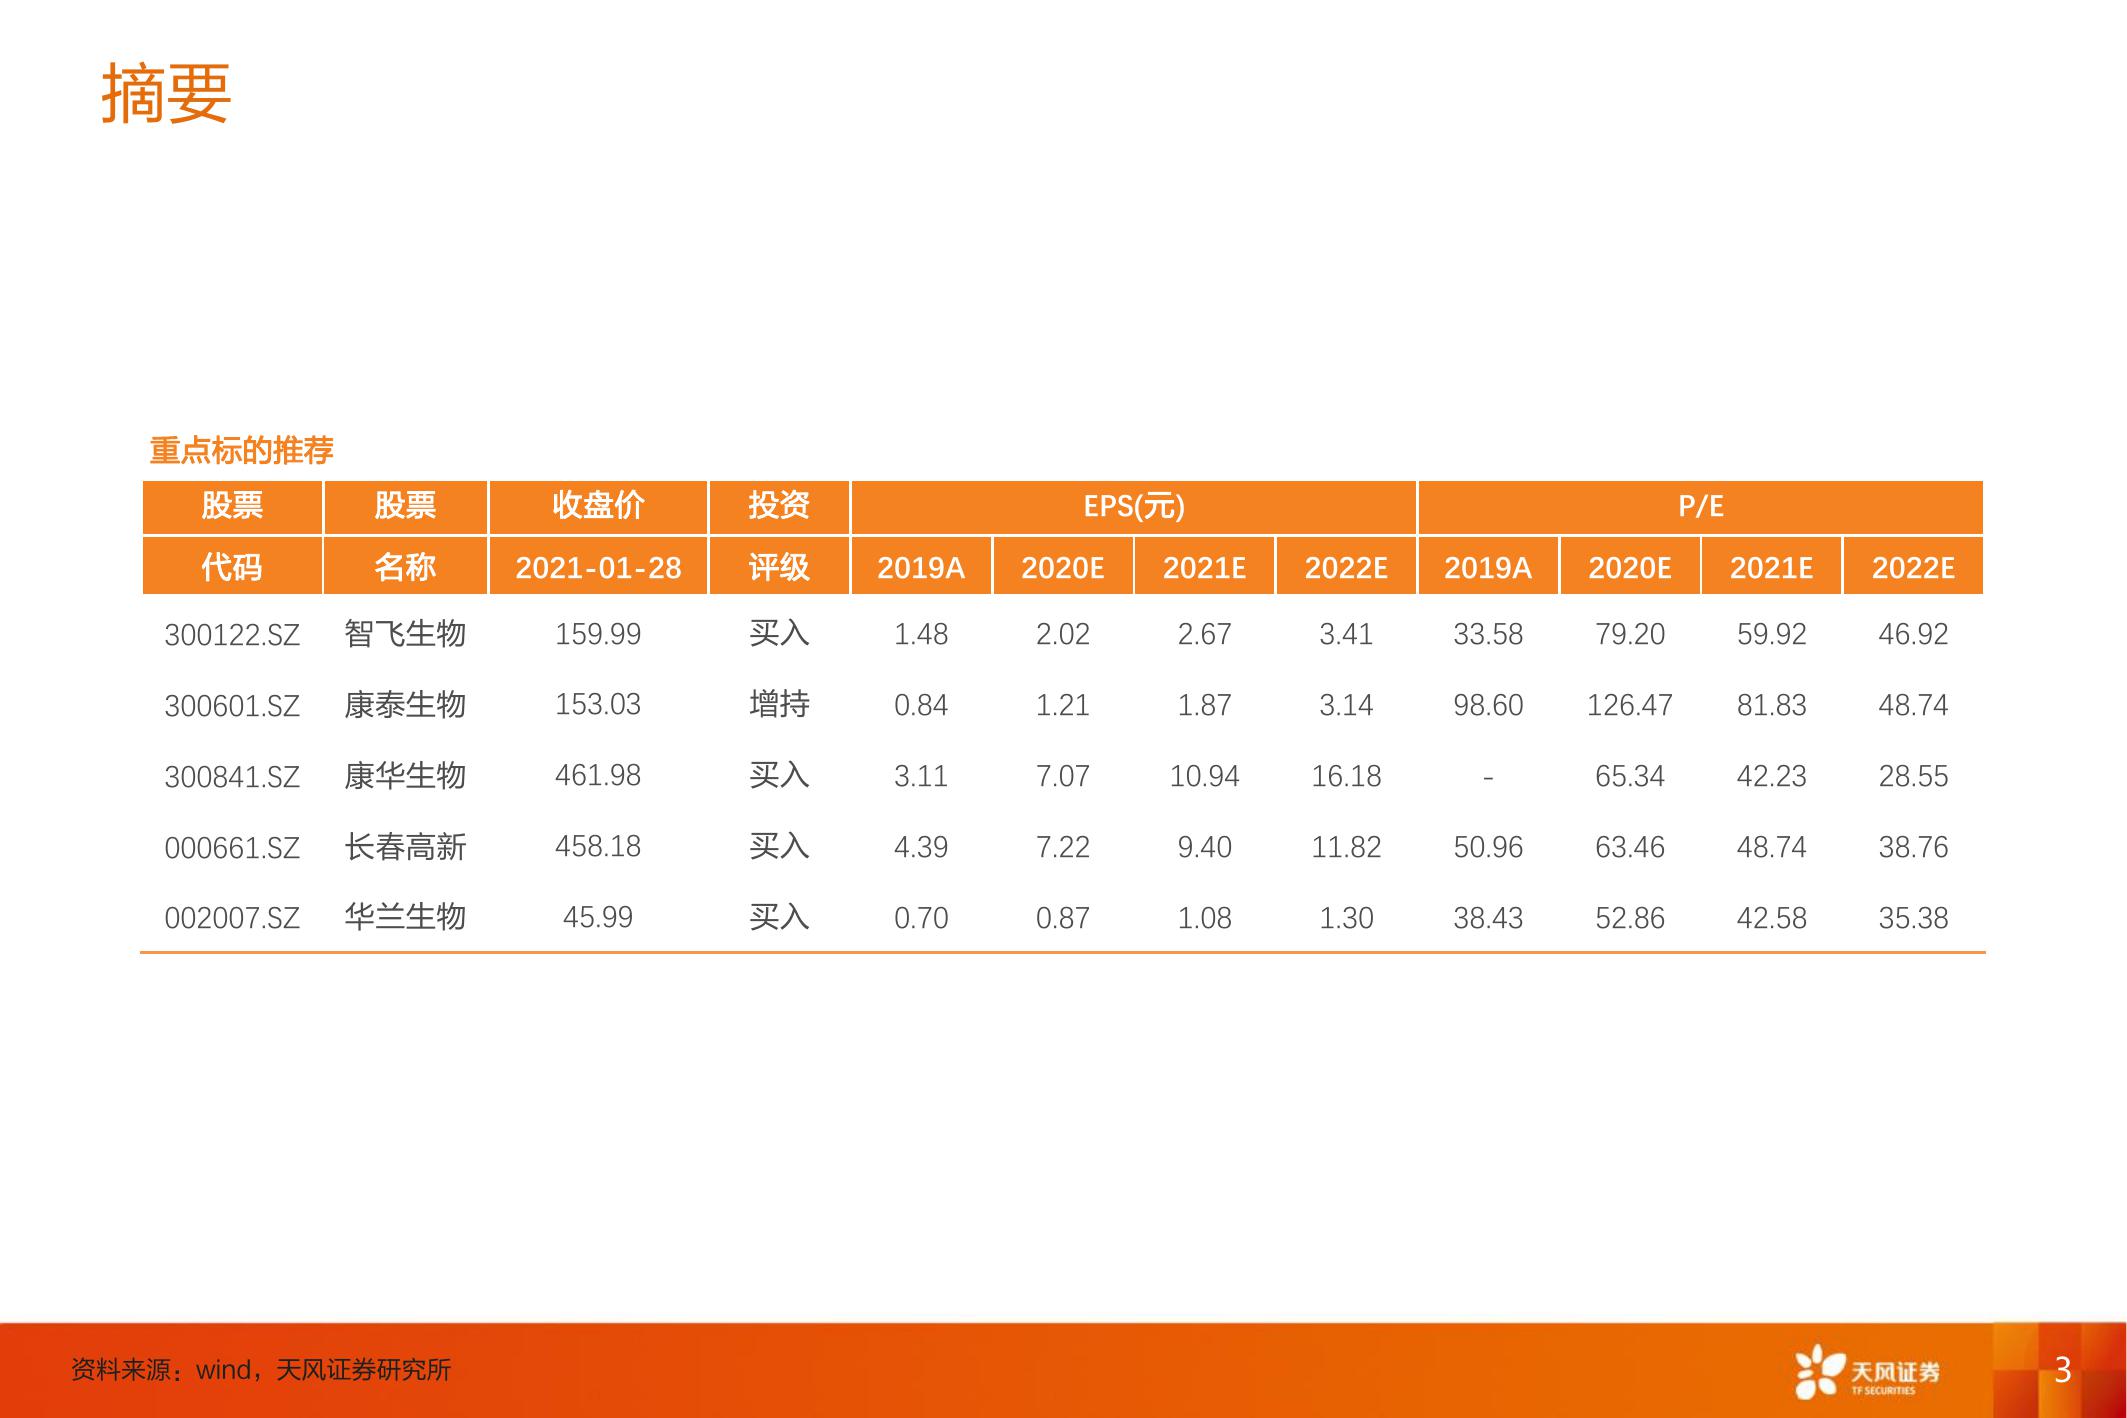 摘要
重点标的推荐
股票 股票 收盘价 投资 EPS(元) P/E
代码 名称 2021-01-28 评级 2019A 2020E 2021E 2022E 2019A 2020E 2021E 2022E
300122.SZ 智飞生物 159.99 买入 1.48 2.02 2.67 3.41 33.58 79.20 59.92 46.92
300601.SZ 康泰生物 153.03 增持 0.84 1.21 1.87 3.14 98.60 126.47 81.83 48.74
300841.SZ 康华生物 461.98 买入 3.11 7.07 10.94 16.18 - 65.34 42.23 28.55
000661.SZ 长春高新 458.18 买入 4.39 7.22 9.40 11.82 50.96 63.46 48.74 38.76
002007.SZ 华兰生物 45.99 买入 0.70 0.87 1.08 1.30 38.43 52.86 42.58 35.38
资料来源：wind，天风证券研究所
天风证券
TF SECURITIES
3